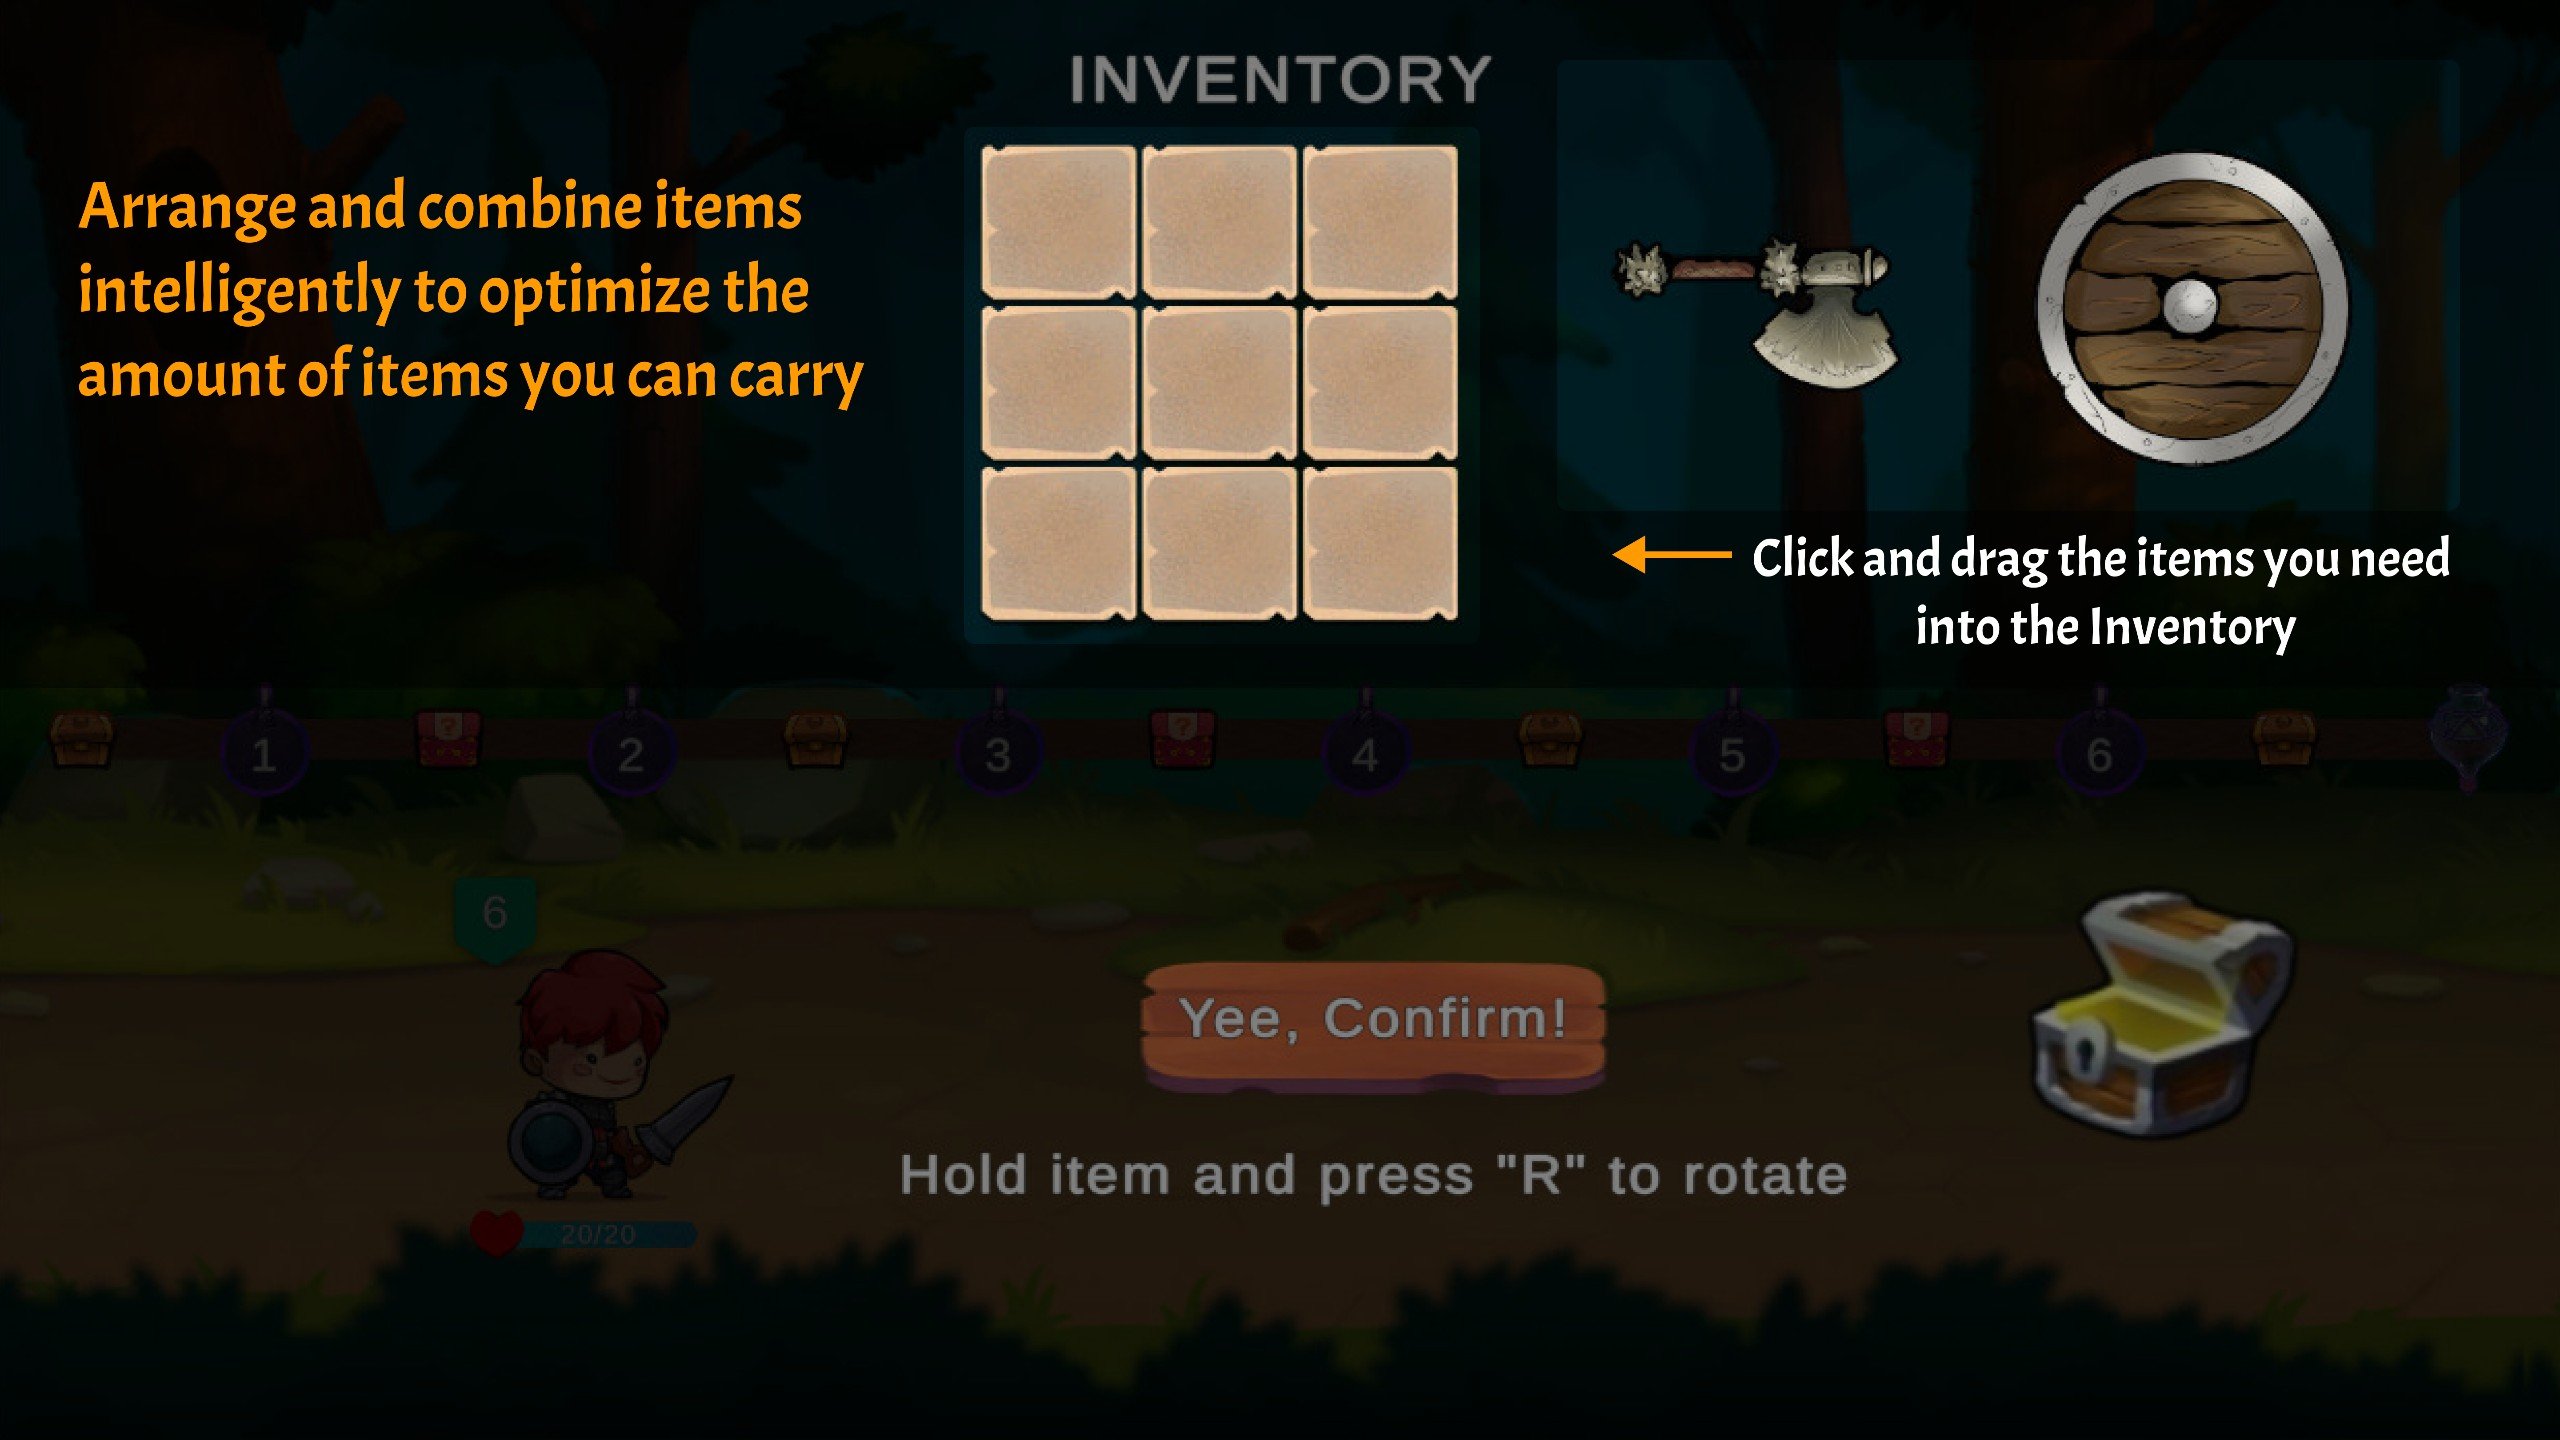 INVENTORY
Arrange and combine items
intelligently to optimize the
amount of items you can carry
Click and drag the items you need
into the Inventory
1
?
2
3
?
4
5
?
6
6
Yee, Confirm!
Hold item and press "R" to rotate
20/20